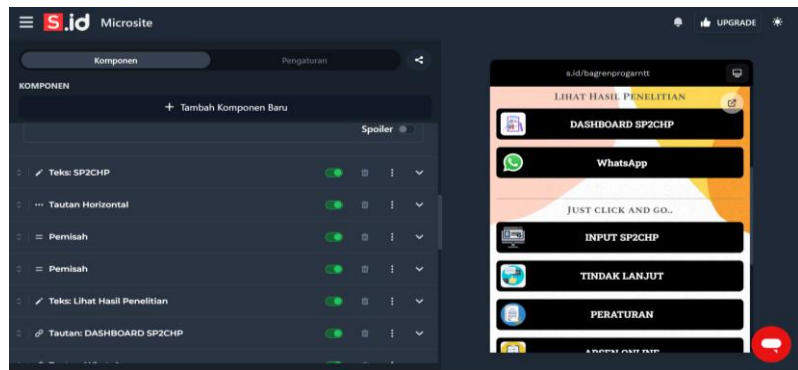 S.id Microsite
UPGRADE
Komponen
Pengaturan
KOMPONEN
+ Tambah Komponen Baru
Spoiler
Teks: SP2CHP
Tautan Horizontal
Pemisah
Pemisah
Teks: Lihat Hasil Penelitian
Tautan: DASHBOARD SP2CHP
s.id/bagrenprogarntt
LIHAT HASIL PENELITIAN
DASHBOARD SP2CHP
WhatsApp
JUST CLICK AND GO..
INPUT SP2CHP
TINDAK LANJUT
PERATURAN
ABSEN ONLINE